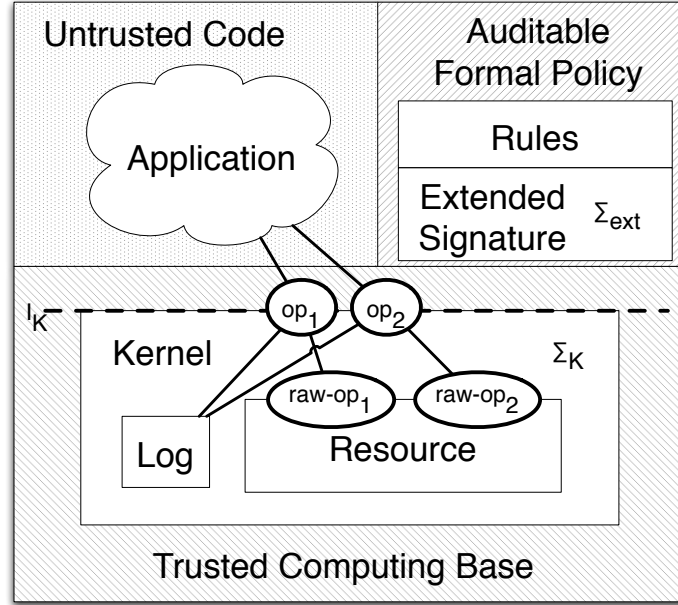 Untrusted Code
Auditable
Formal Policy
Application
Rules
Extended
Signature
Σext
IK
op1
op2
Kernel
ΣK
raw-op1
raw-op2
Log
Resource
Trusted Computing Base